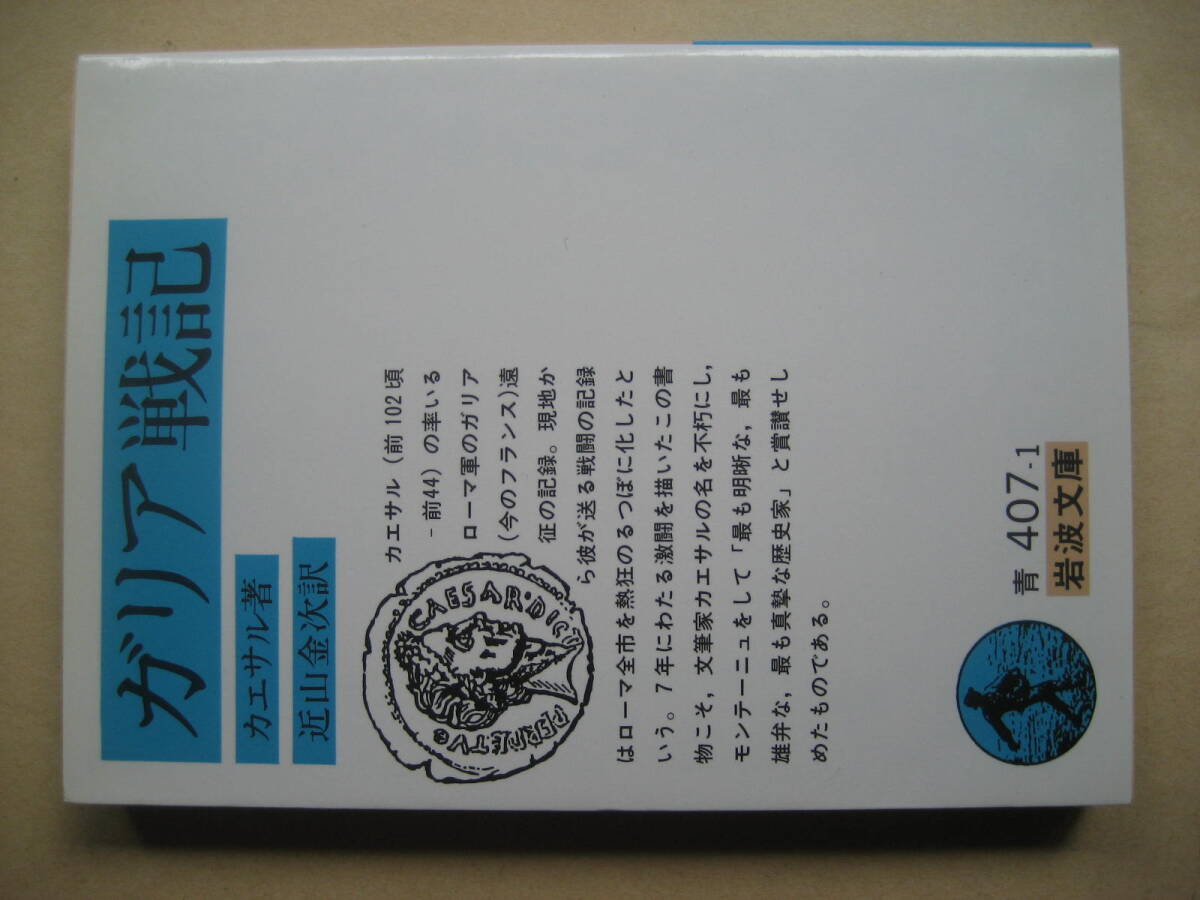 ガリア戦記
カエサル著
近山金次訳
カエサル（前102頃
-前44）の率いる
ローマ軍のガリア
（今のフランス）遠
征の記録。現地か
ら彼が送る戦闘の記録
はローマ全市を熱狂のるつぼに化したと
いう。7年にわたる激闘を描いたこの書
物こそ，文筆家カエサルの名を不朽にし，
モンテーニュをして「最も明晰な，最も
雄弁な，最も真摯な歴史家」と賞讃せし
めたものである。
CAESAR·DICT
PERPETVO
青 407-1
岩波文庫